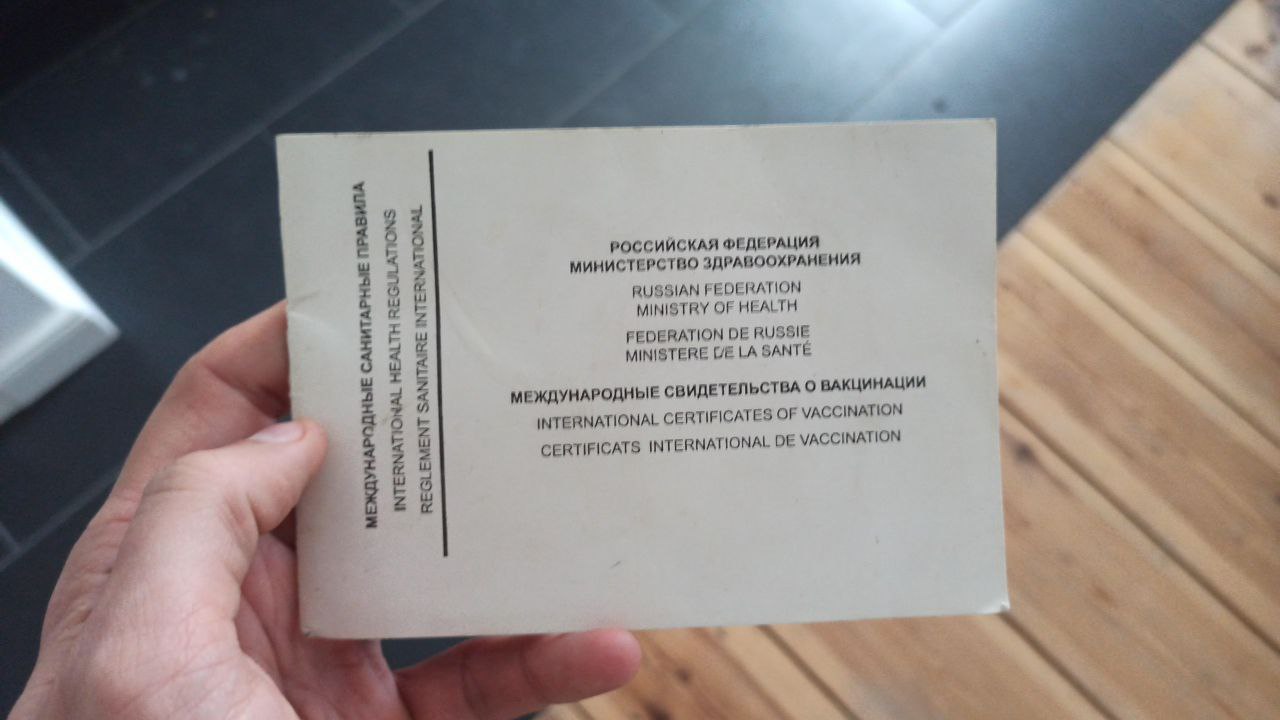 МЕЖДУНАРОДНЫЕ САНИТАРНЫЕ ПРАВИЛА
INTERNATIONAL HEALTH REGULATIONS
REGLEMENT SANITAIRE INTERNATIONAL
РОССИЙСКАЯ ФЕДЕРАЦИЯ
МИНИСТЕРСТВО ЗДРАВООХРАНЕНИЯ
RUSSIAN FEDERATION
MINISTRY OF HEALTH
FEDERATION DE RUSSIE
MINISTERE DE LA SANTÉ
МЕЖДУНАРОДНЫЕ СВИДЕТЕЛЬСТВА О ВАКЦИНАЦИИ
INTERNATIONAL CERTIFICATES OF VACCINATION
CERTIFICATS INTERNATIONAL DE VACCINATION